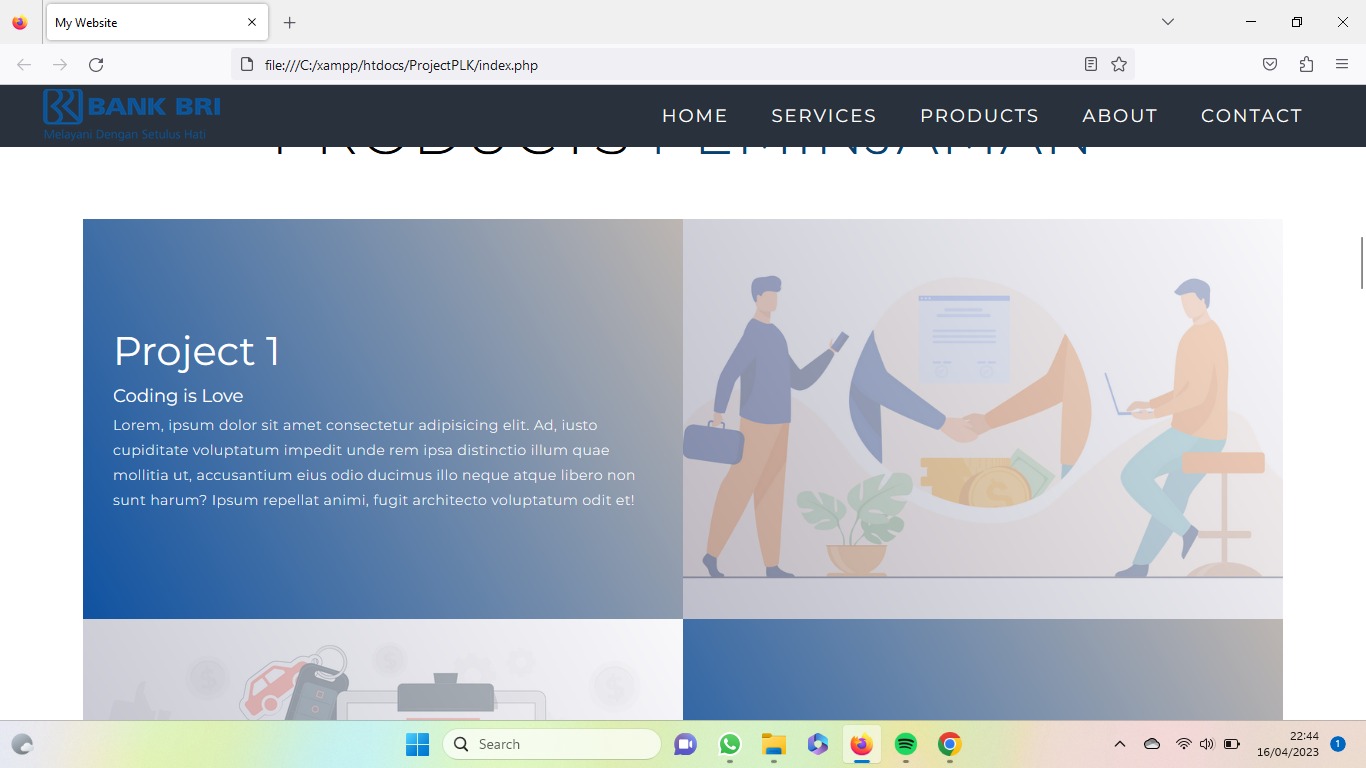 My Website
file:///C:/xampp/htdocs/ProjectPLK/index.php
BANK BRI
Melayani Dengan Setulus Hati
HOME SERVICES PRODUCTS ABOUT CONTACT
PRODUCTS PEMINJAMAN
Project 1
Coding is Love
Lorem, ipsum dolor sit amet consectetur adipisicing elit. Ad, iusto
cupiditate voluptatum impedit unde rem ipsa distinctio illum quae
mollitia ut, accusantium eius odio ducimus illo neque atque libero non
sunt harum? Ipsum repellat animi, fugit architecto voluptatum odit et!
Search
22:44
16/04/2023
1